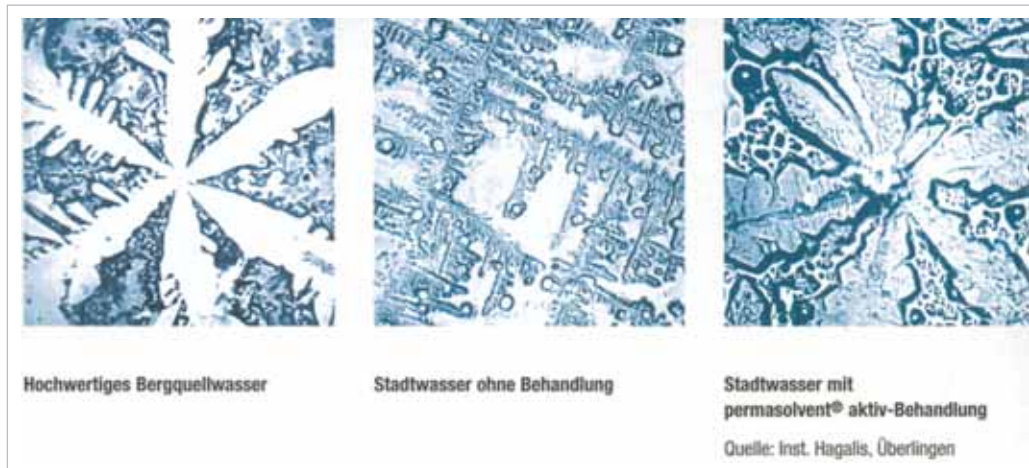 Hochwertiges Bergquellwasser
Stadtwasser ohne Behandlung
Stadtwasser mit
permasolvent® aktiv-Behandlung
Quelle: Inst. Hagalis, Überlingen